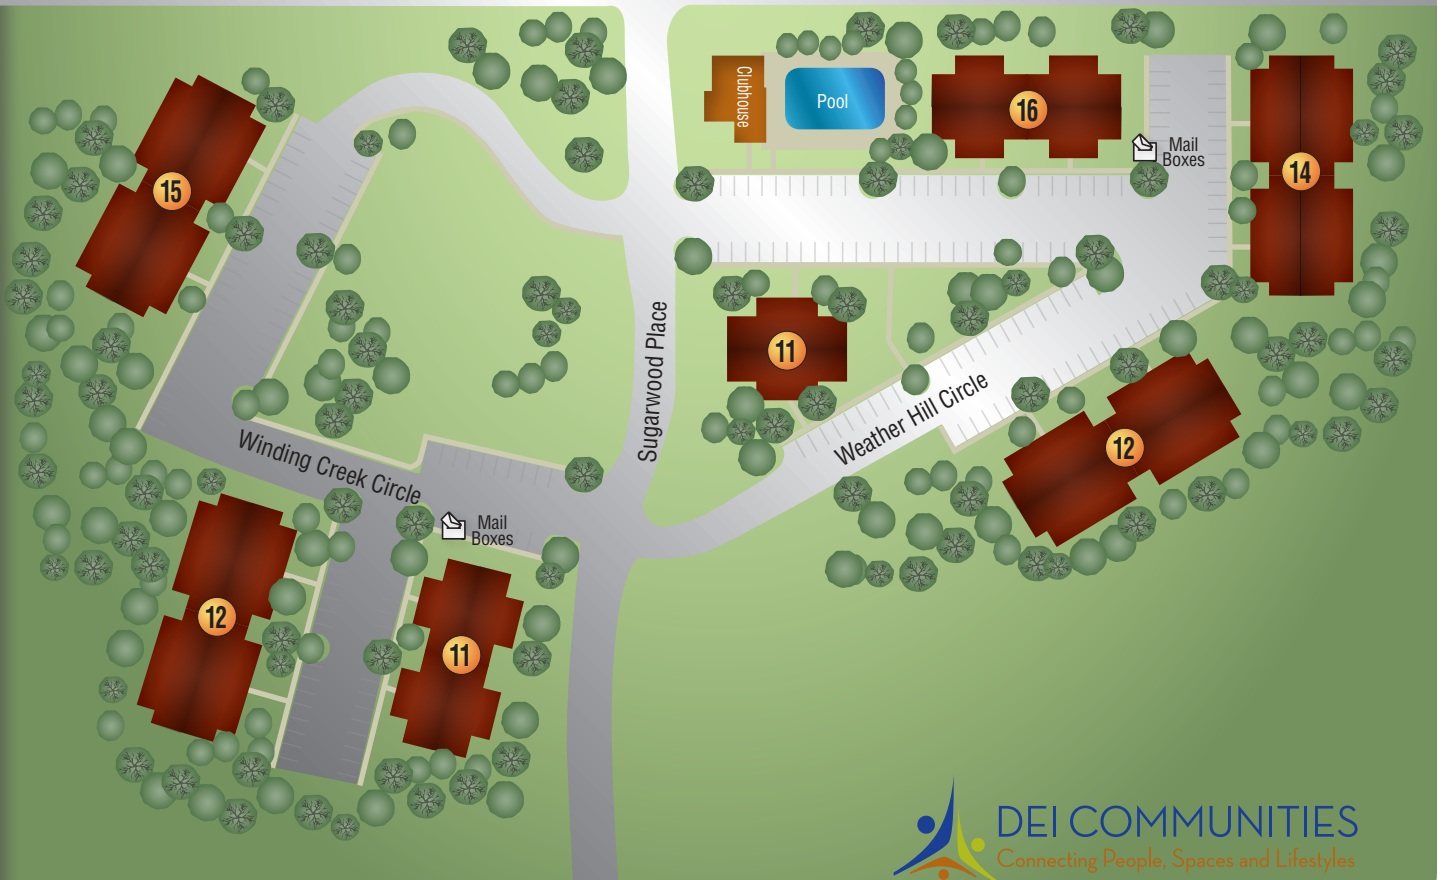 Clubhouse
Pool
16
Mail
Boxes
14
15
11
Sugarwood Place
Weather Hill Circle
12
Winding Creek Circle
Mail
Boxes
12
11
DEI COMMUNITIES
Connecting People, Spaces and Lifestyles